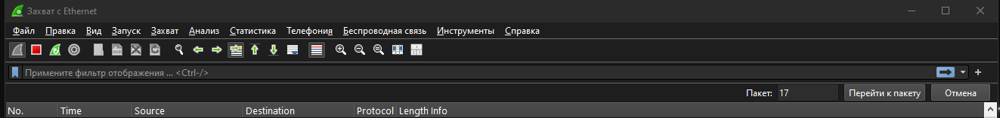 Захват с Ethernet
Файл Правка Вид Запуск Захват Анализ Статистика Телефония Беспроводная связь Инструменты Справка
Примените фильтр отображения ... <Ctrl-/>
Пакет: 17 Перейти к пакету Отмена
No. Time Source Destination Protocol Length Info